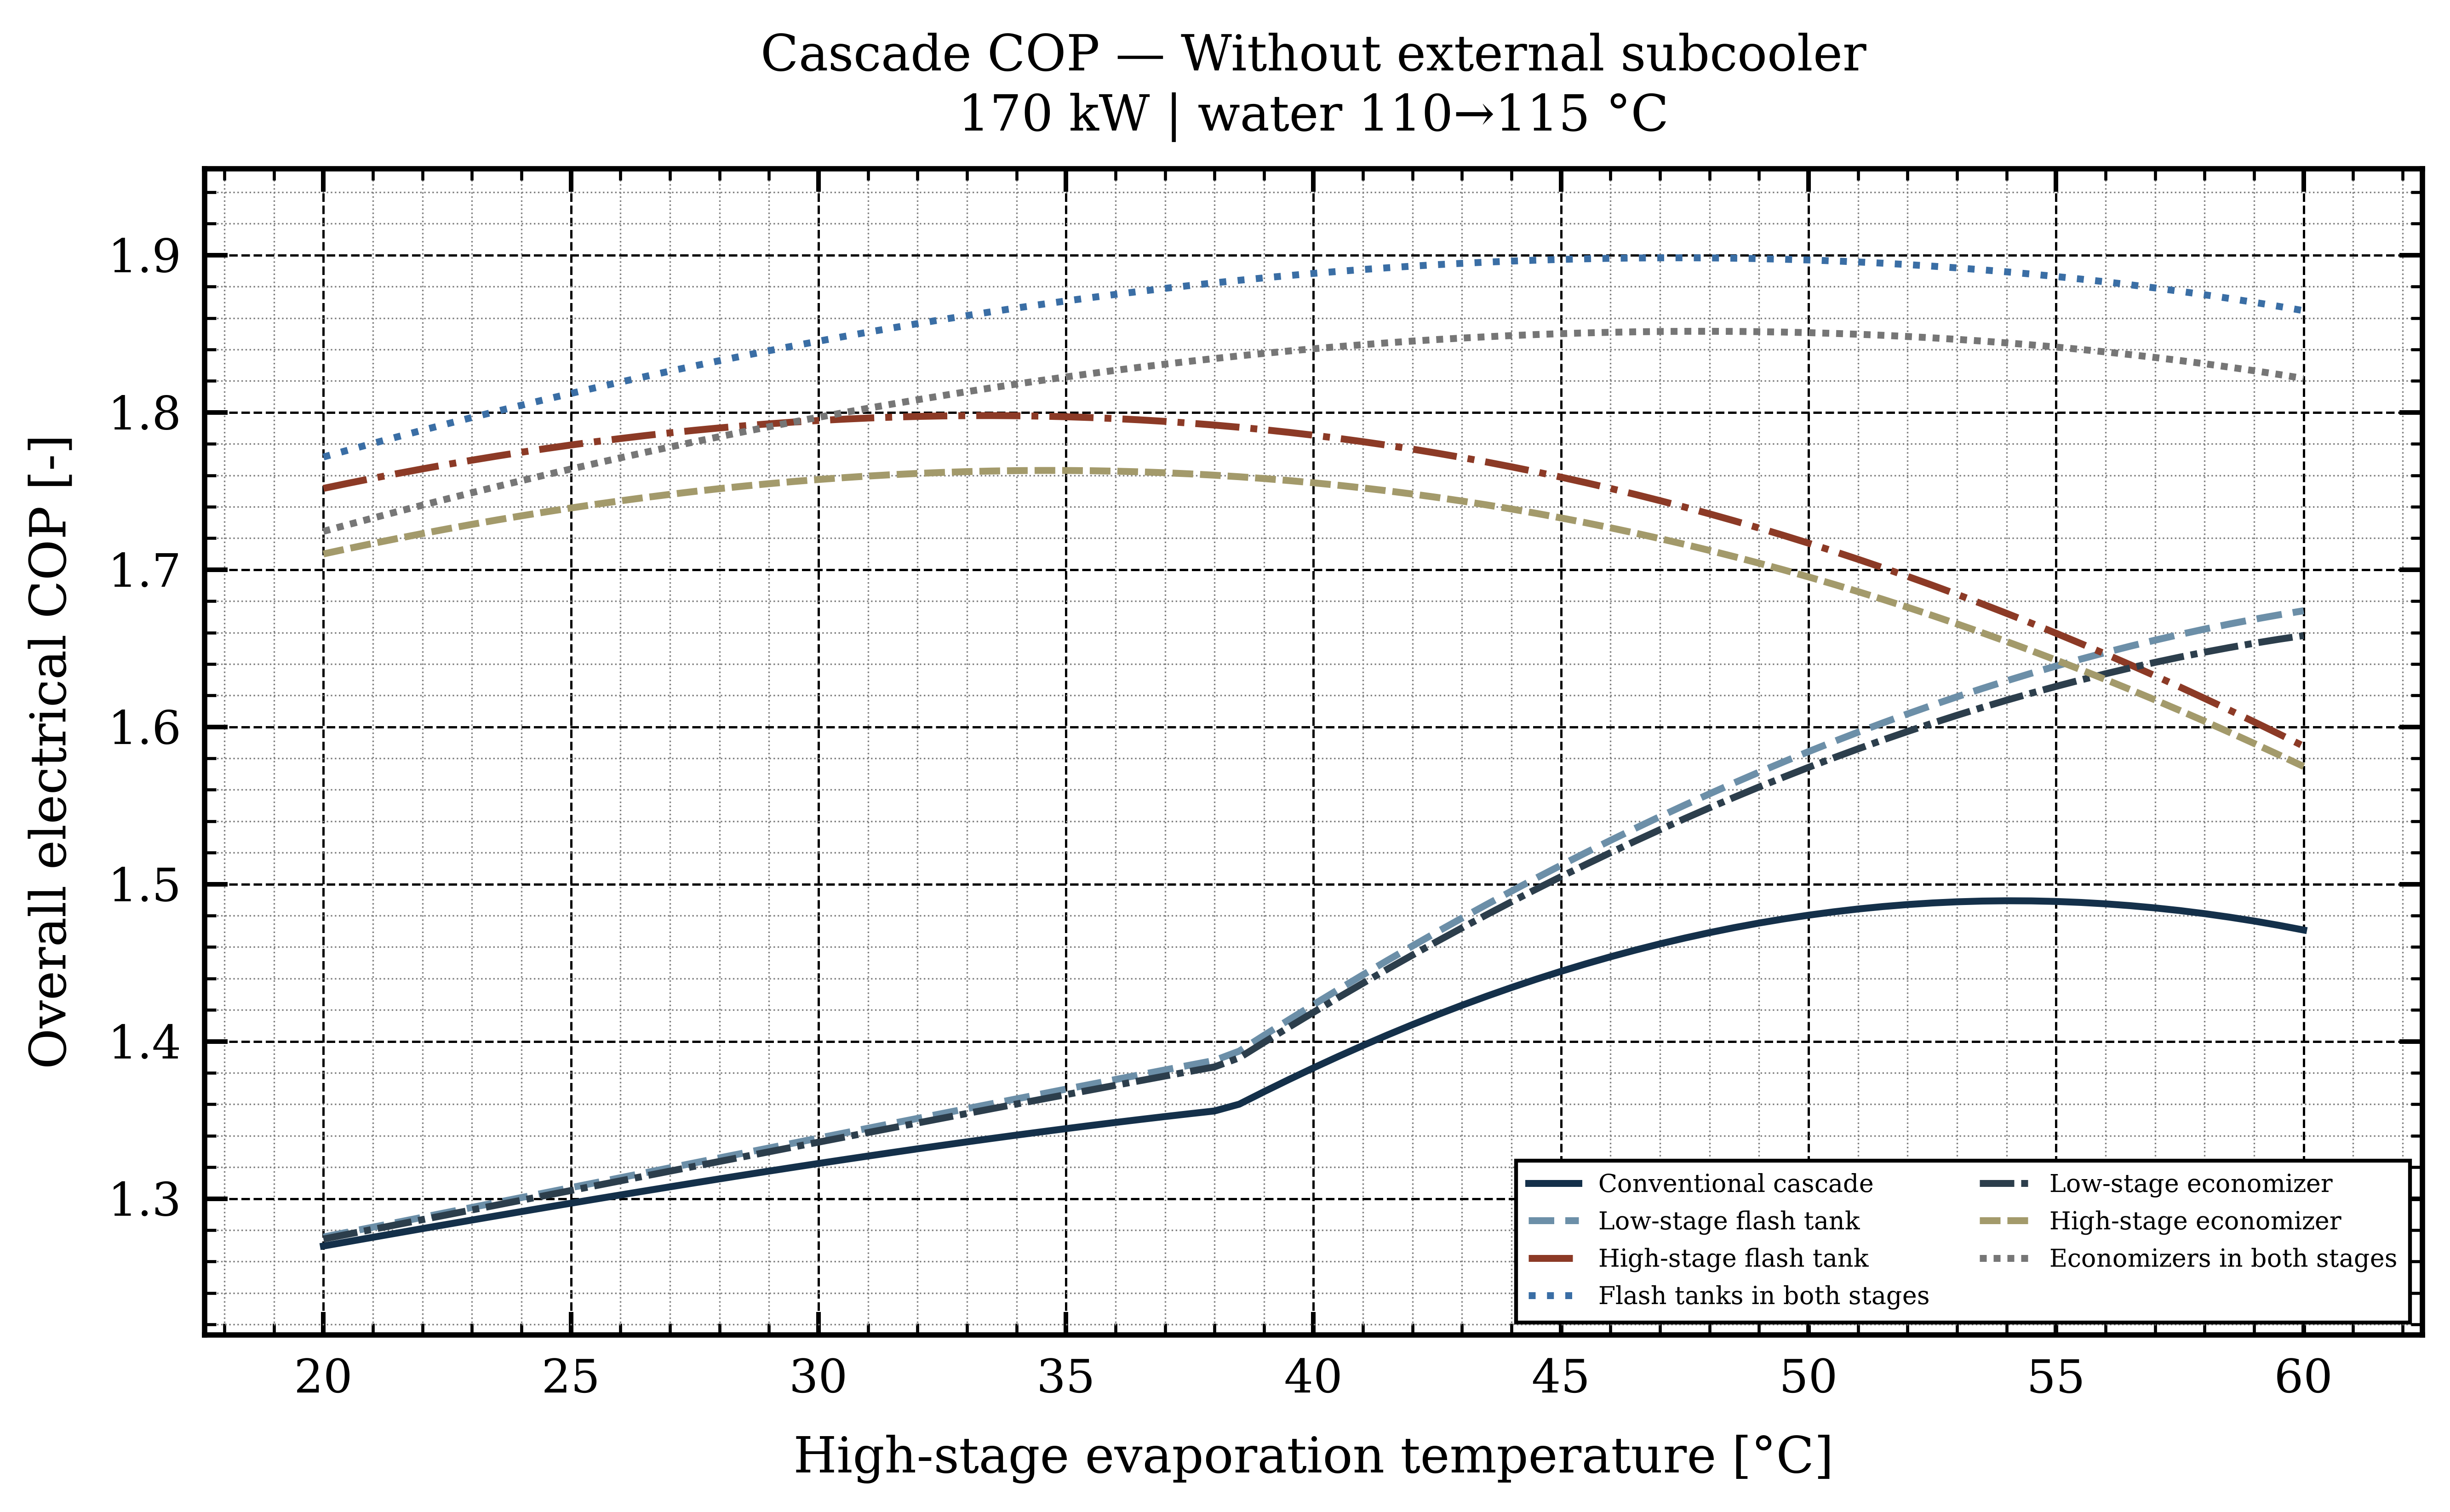 Cascade COP — Without external subcooler
170 kW | water 110→115 °C
Overall electrical COP [-]
1.9
1.8
1.7
1.6
1.5
1.4
1.3
20 25 30 35 40 45 50 55 60
High-stage evaporation temperature [°C]
Conventional cascade
Low-stage flash tank
High-stage flash tank
Flash tanks in both stages
Low-stage economizer
High-stage economizer
Economizers in both stages